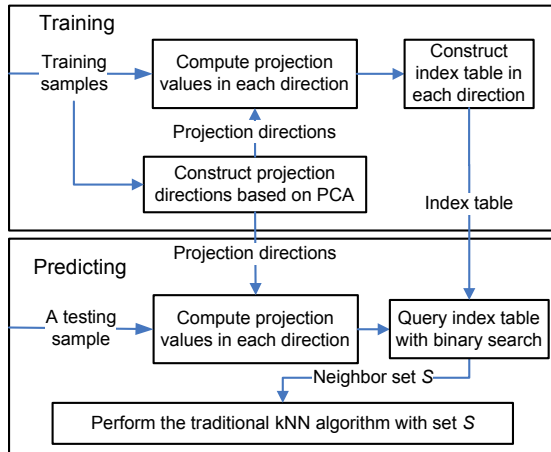 Training
Training
samples
Compute projection
values in each direction
Construct
index table in
each direction
Projection directions
Construct projection
directions based on PCA
Index table
Projection directions
Predicting
A testing
sample
Compute projection
values in each direction
Query index table
with binary search
Neighbor set S
Perform the traditional kNN algorithm with set S